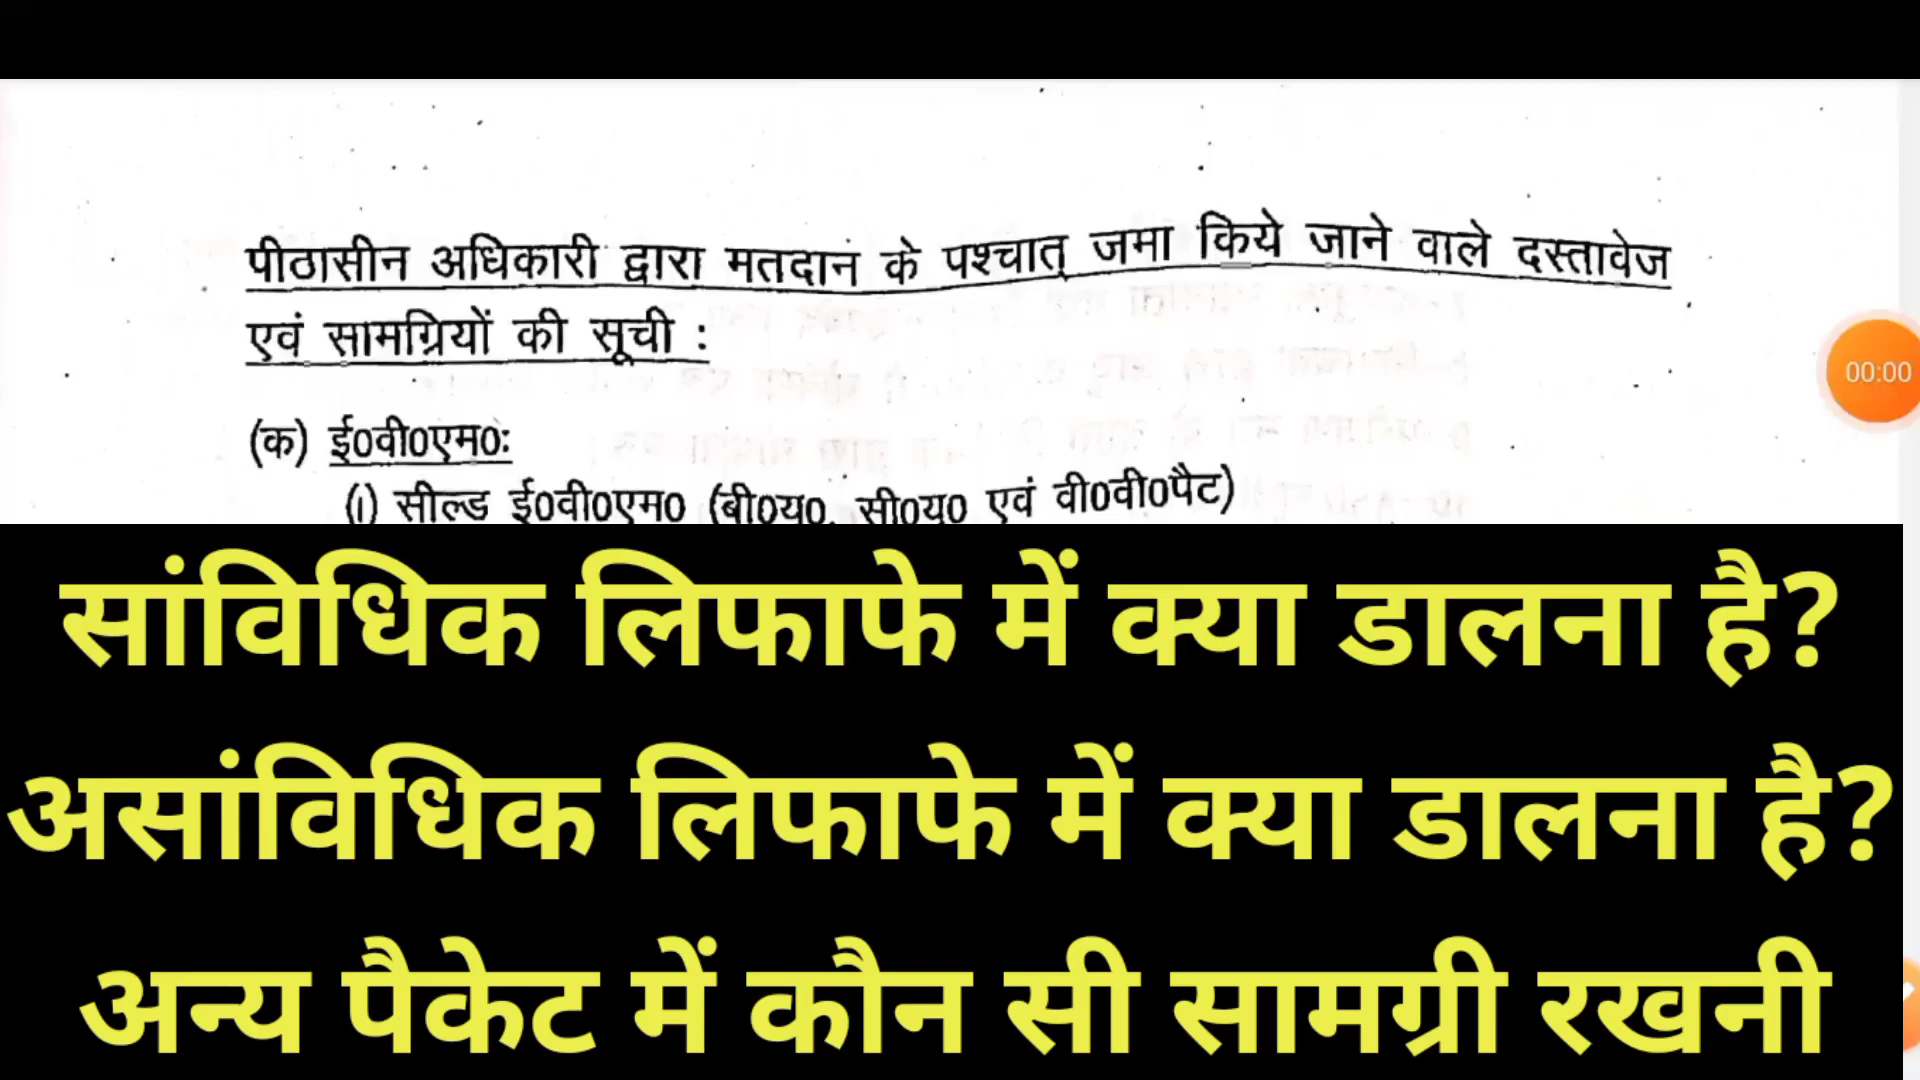 पीठासीन अधिकारी द्वारा मतदान के पश्चात् जमा किये जाने वाले दस्तावेज
एवं सामग्रियों की सूची :
(क) ई0वी0एम0:
(i) सील्ड ई0वी0एम0 (बी0यू0, सी0यू0 एवं वी0वी0पैट)
00:00
सांविधिक लिफाफे में क्या डालना है?
असांविधिक लिफाफे में क्या डालना है?
अन्य पैकेट में कौन सी सामग्री रखनी